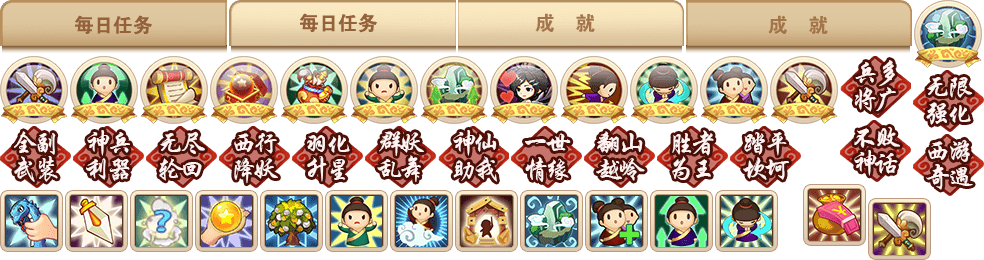 每日任务
每日任务
成 就
成 就
兵多
将广
无限
强化
全副
武装
神兵
利器
无尽
轮回
西行
降妖
羽化
升星
群妖
乱舞
神仙
助我
一世
情缘
翻山
越岭
胜者
为王
踏平
坎坷
不败
神话
西游
奇遇